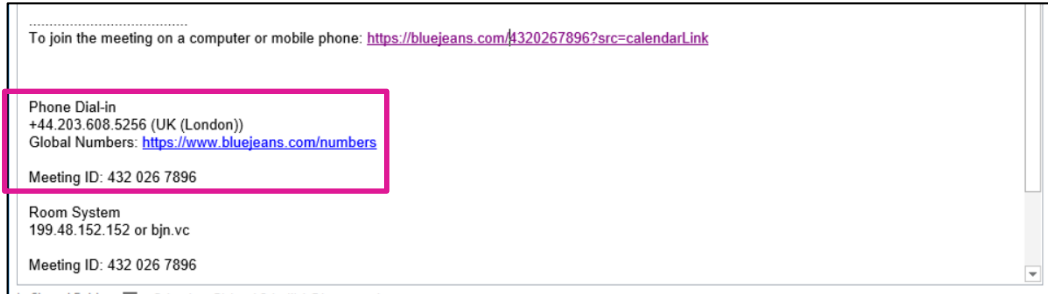 To join the meeting on a computer or mobile phone: https://bluejeans.com/4320267896?src=calendarLink
Phone Dial-in
+44.203.608.5256 (UK (London))
Global Numbers: https://www.bluejeans.com/numbers
Meeting ID: 432 026 7896
Room System
199.48.152.152 or bjn.vc
Meeting ID: 432 026 7896